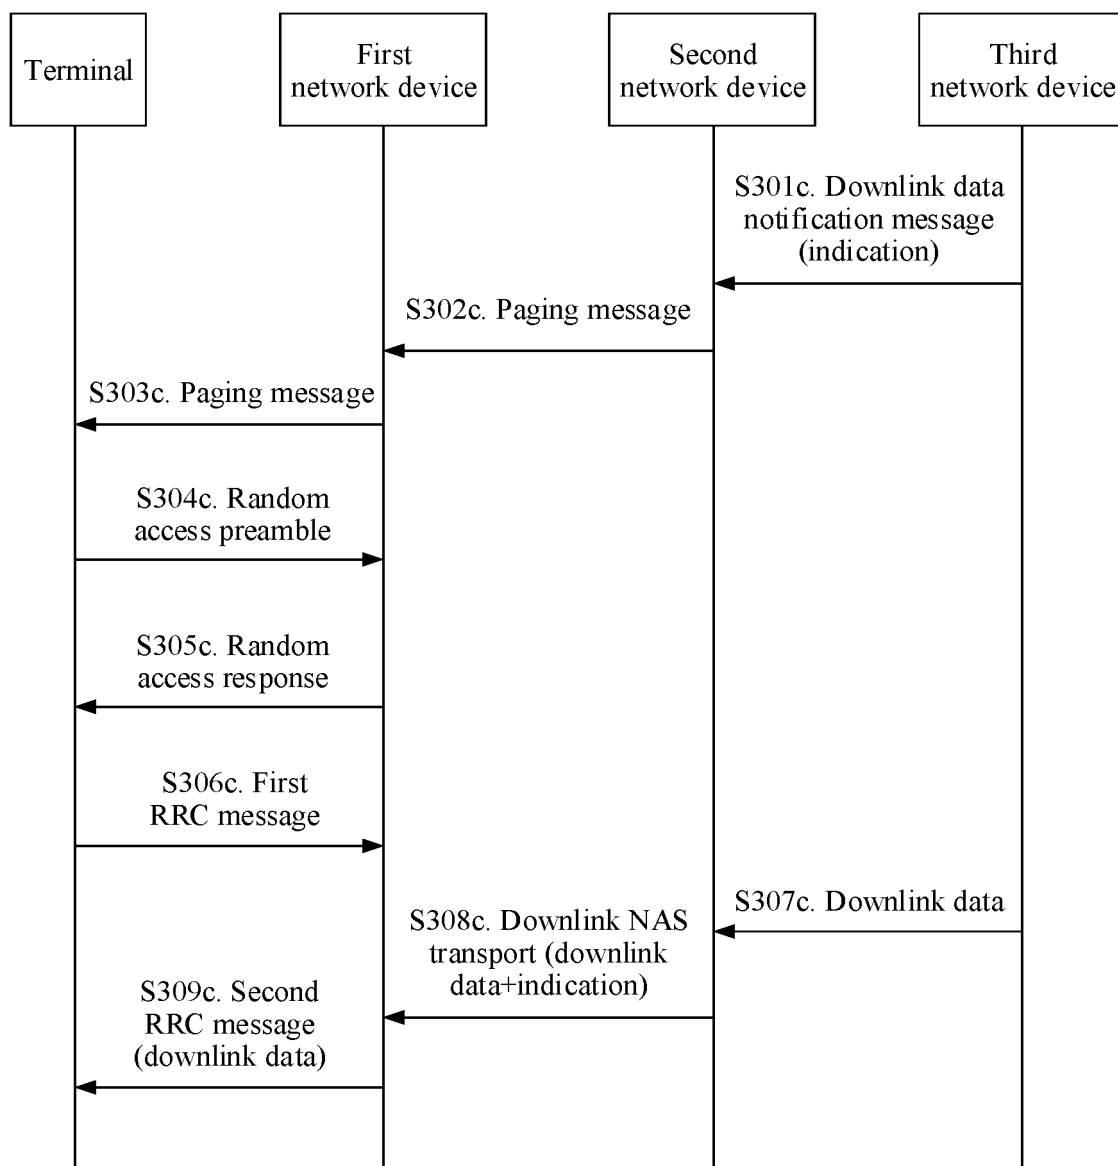 Terminal
First
network device
Second
network device
Third
network device
S301c. Downlink data
notification message
(indication)
S302c. Paging message
S303c. Paging message
S304c. Random
access preamble
S305c. Random
access response
S306c. First
RRC message
S307c. Downlink data
S308c. Downlink NAS
transport (downlink
data+indication)
S309c. Second
RRC message
(downlink data)